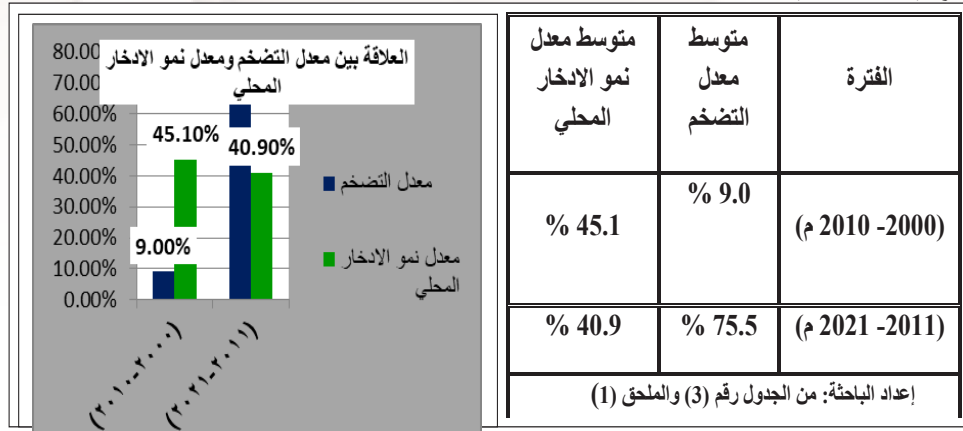 الفترة
متوسط معدل التضخم
متوسط معدل نمو الادخار المحلي
(2000- 2010 م)
9.0 %
45.1 %
(2011- 2021 م)
75.5 %
40.9 %
إعداد الباحثة: من الجدول رقم (3) والملحق (1)
العلاقة بين معدل التضخم ومعدل نمو الادخار
المحلي
80.00
70.00
60.00%
50.00%
40.00%
30.00%
20.00%
10.00%
0.00%
45.10%
40.90%
9.00%
معدل التضخم
معدل نمو الادخار
المحلي
(٢٠١٠-٢٠٠٠)
(٢٠٢١-٢٠١١)